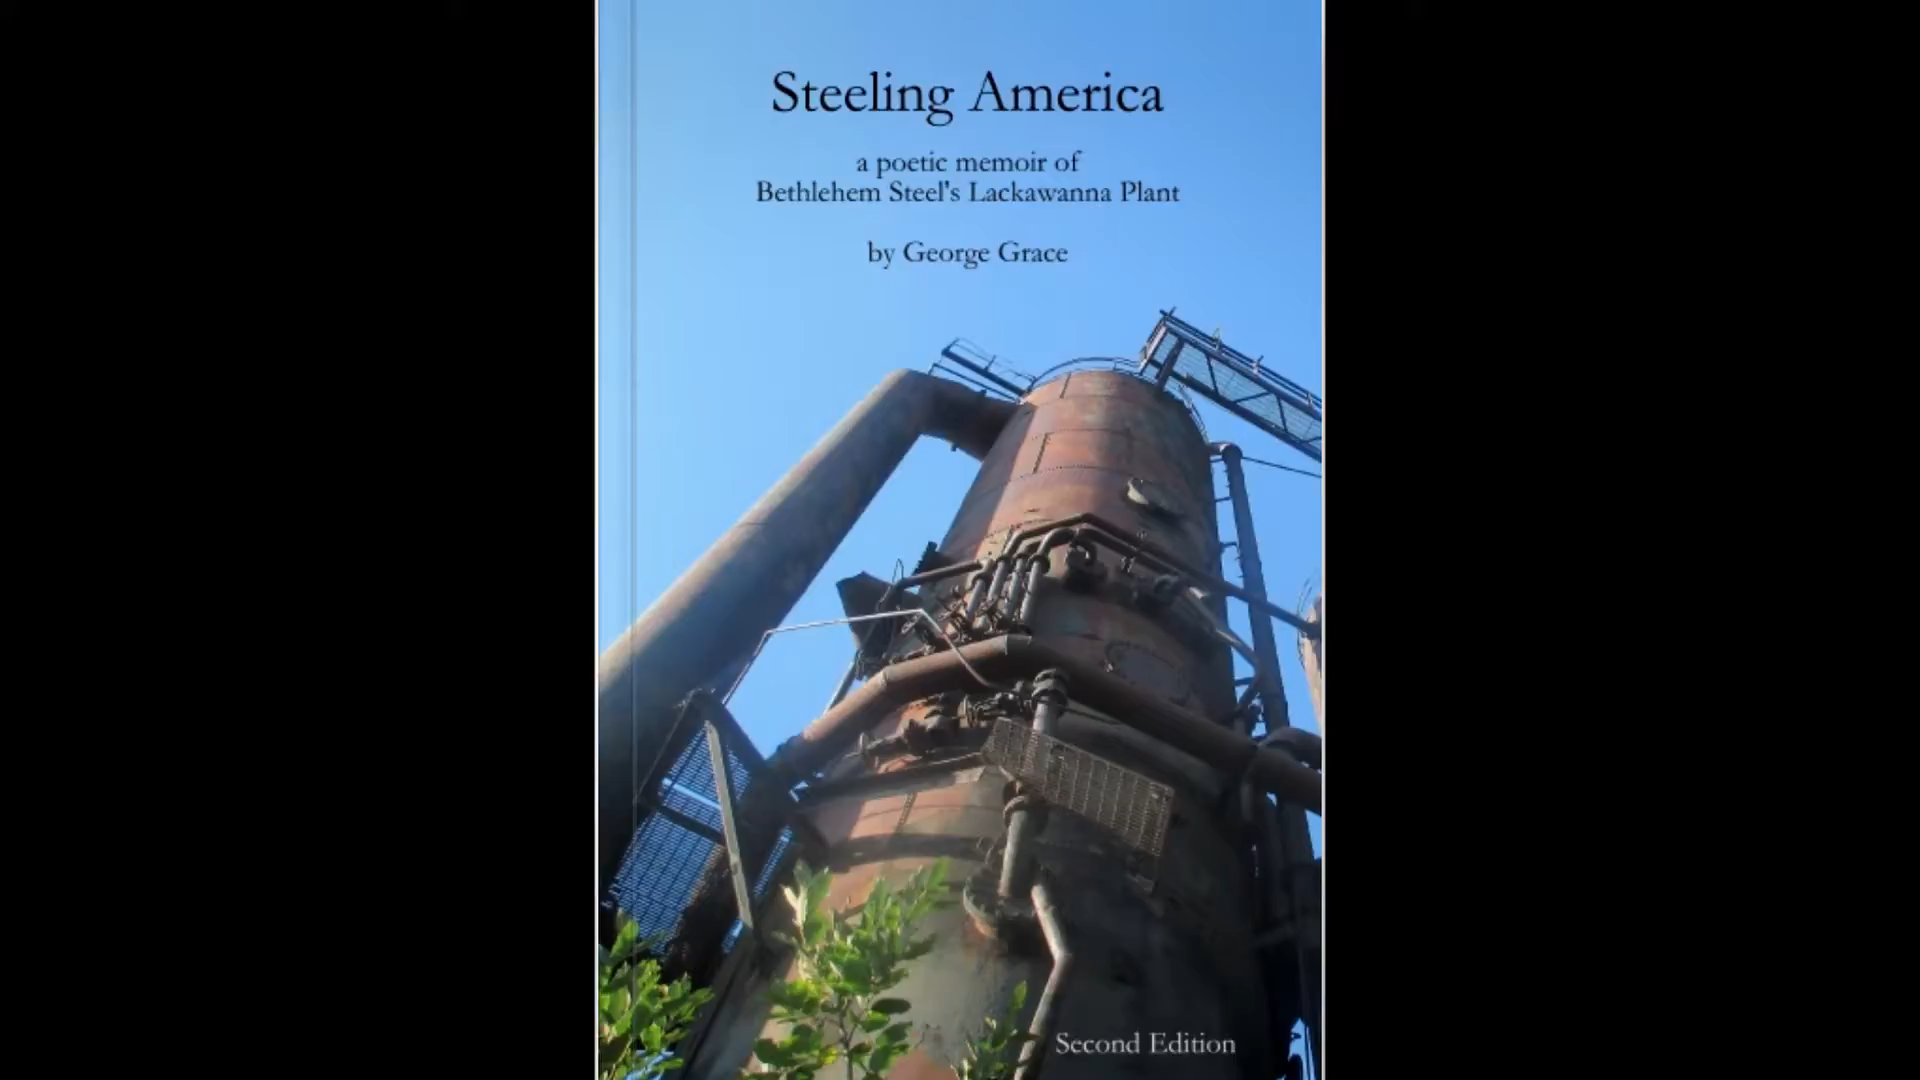 Steeling America
a poetic memoir of
Bethlehem Steel's Lackawanna Plant
by George Grace
Second Edition